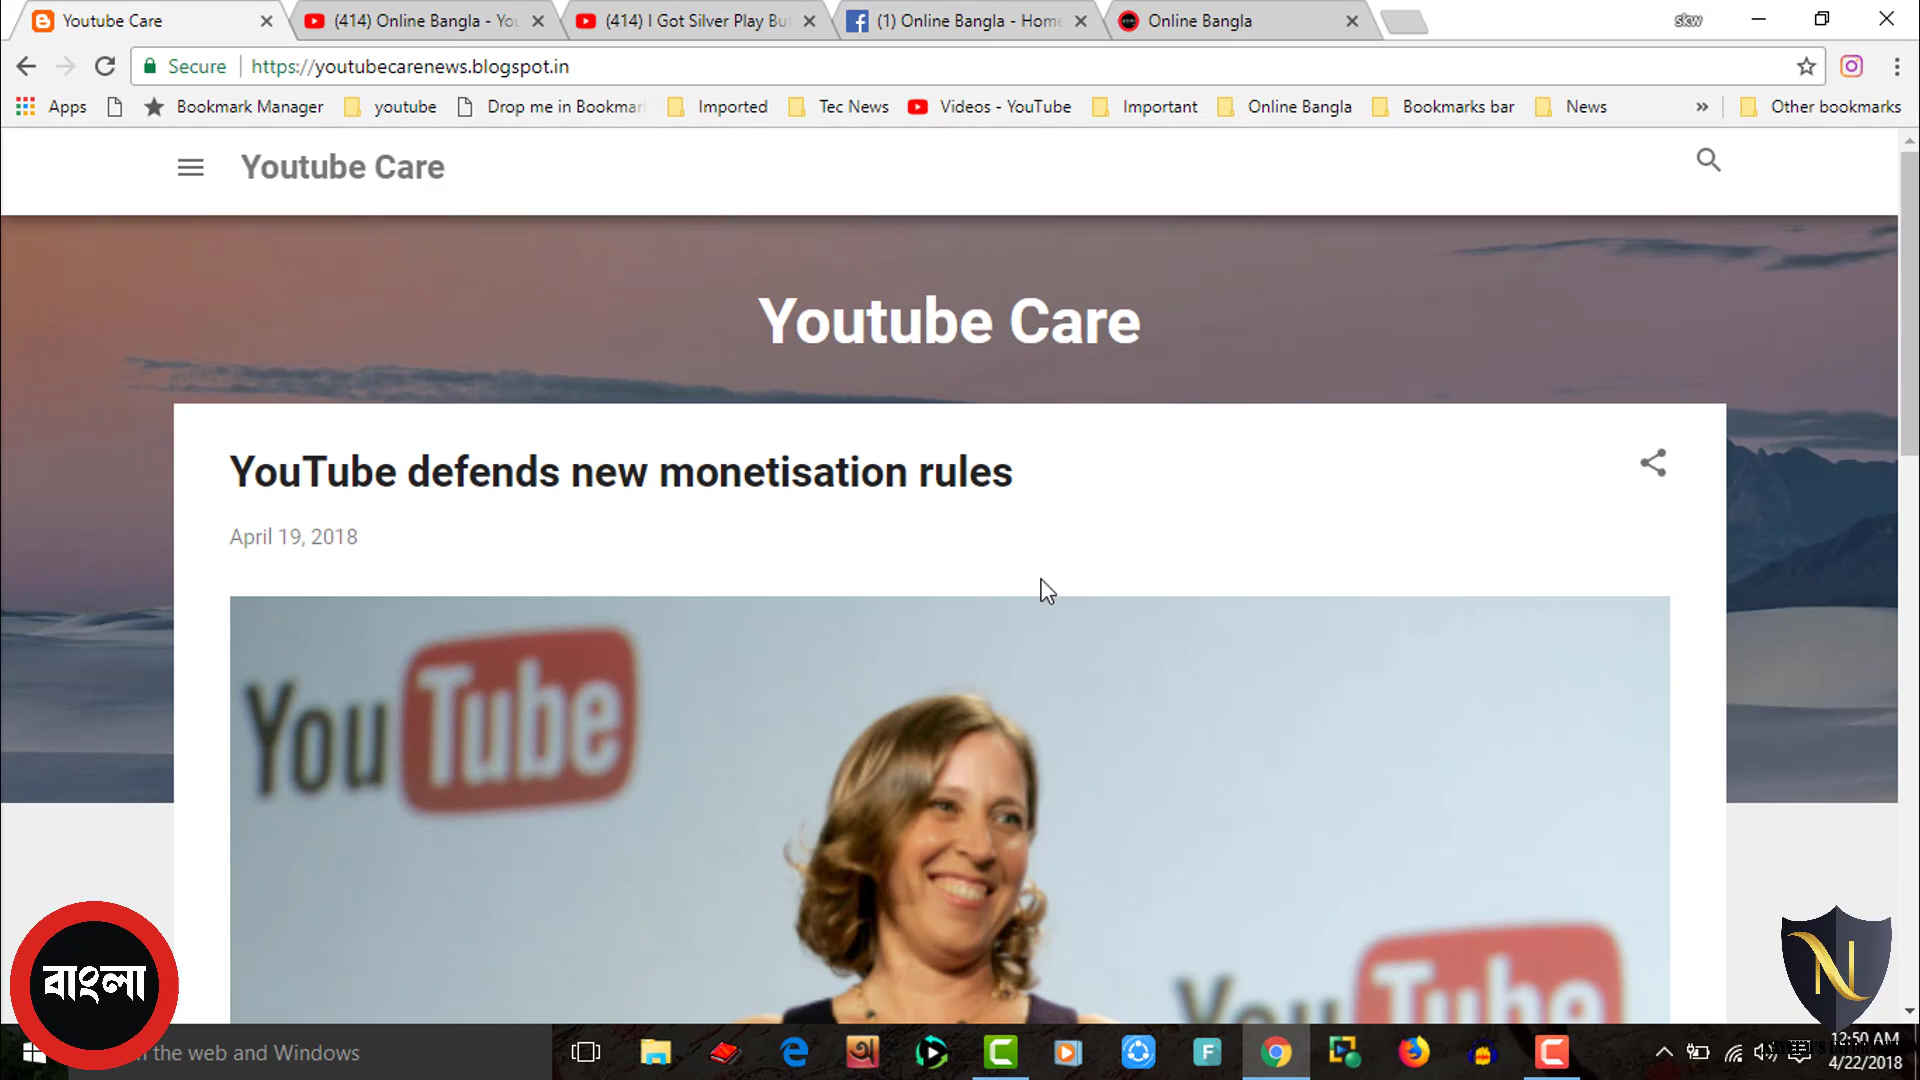 Youtube Care
(414) Online Bangla - You
(414) I Got Silver Play But
(1) Online Bangla - Home
Online Bangla
skw
Secure
https://youtubecarenews.blogspot.in
Apps
Bookmark Manager
youtube
Drop me in Bookmar
Imported
Tec News
Videos - YouTube
Important
Online Bangla
Bookmarks bar
News
»
Other bookmarks
Youtube Care
Youtube Care
YouTube defends new monetisation rules
April 19, 2018
YouTube
YouTube
বাংলা
N
the web and Windows
অ
F
12:50 AM
4/22/2018